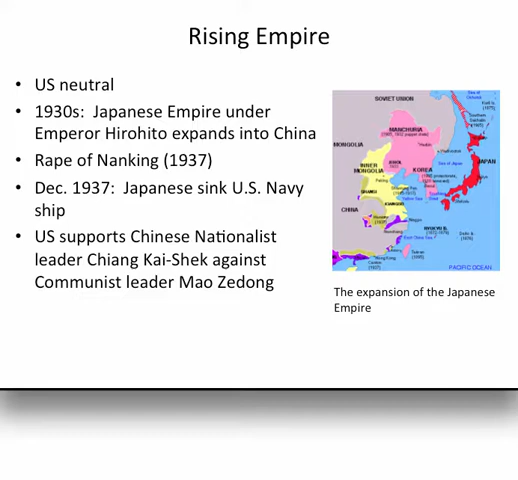 Rising Empire
• US neutral
• 1930s: Japanese Empire under
Emperor Hirohito expands into China
• Rape of Nanking (1937)
• Dec. 1937: Japanese sink U.S. Navy
ship
• US supports Chinese Nationalist
leader Chiang Kai-Shek against
Communist leader Mao Zedong
SOVIET UNION
MANCHURIA
MONGOLIA
JAPAN
INNER
MONGOLIA
KOREA
CHINA
PACIFIC OCEAN
The expansion of the Japanese
Empire